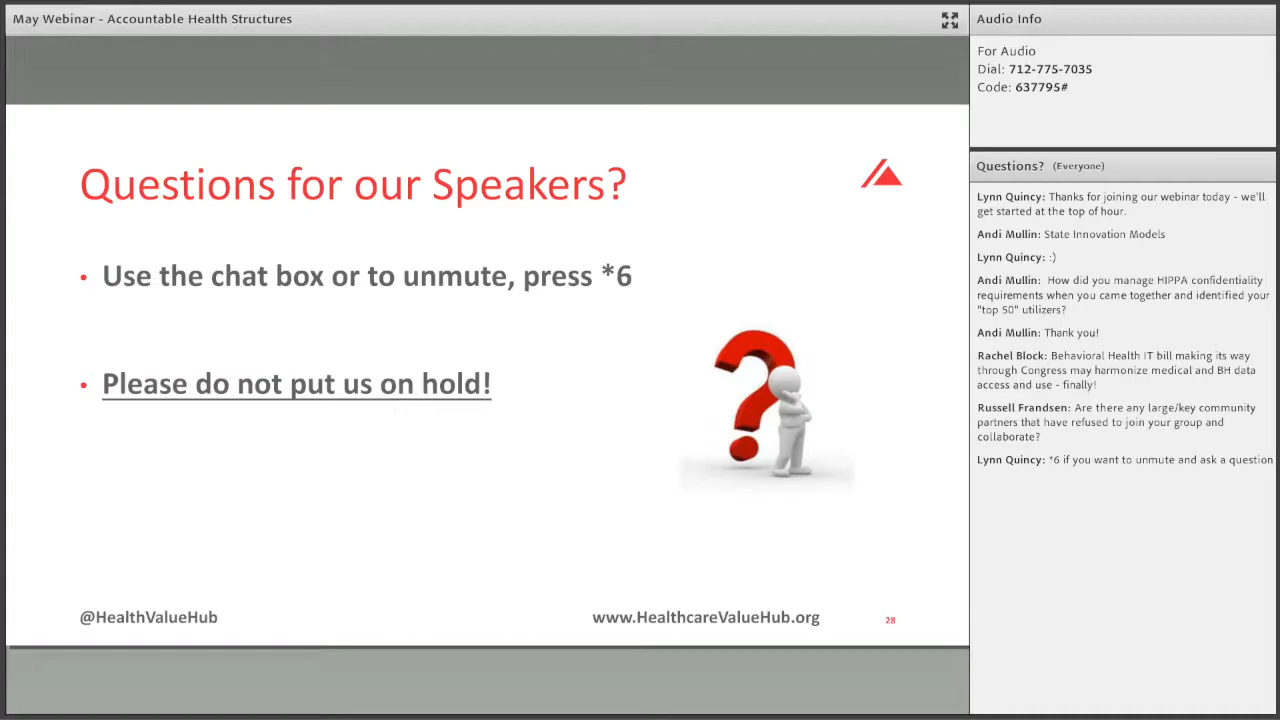 May Webinar - Accountable Health Structures
Questions for our Speakers?
• Use the chat box or to unmute, press *6
• Please do not put us on hold!
@HealthValueHub
www.HealthcareValueHub.org
28
Audio Info
For Audio
Dial: 712-775-7035
Code: 637795#
Questions? (Everyone)
Lynn Quincy: Thanks for joining our webinar today - we'll
get started at the top of hour.
Andi Mullin: State Innovation Models
Lynn Quincy: :)
Andi Mullin: How did you manage HIPPA confidentiality
requirements when you came together and identified your
"top 50" utilizers?
Andi Mullin: Thank you!
Rachel Block: Behavioral Health IT bill making its way
through Congress may harmonize medical and BH data
access and use - finally!
Russell Frandsen: Are there any large/key community
partners that have refused to join your group and
collaborate?
Lynn Quincy: *6 if you want to unmute and ask a question